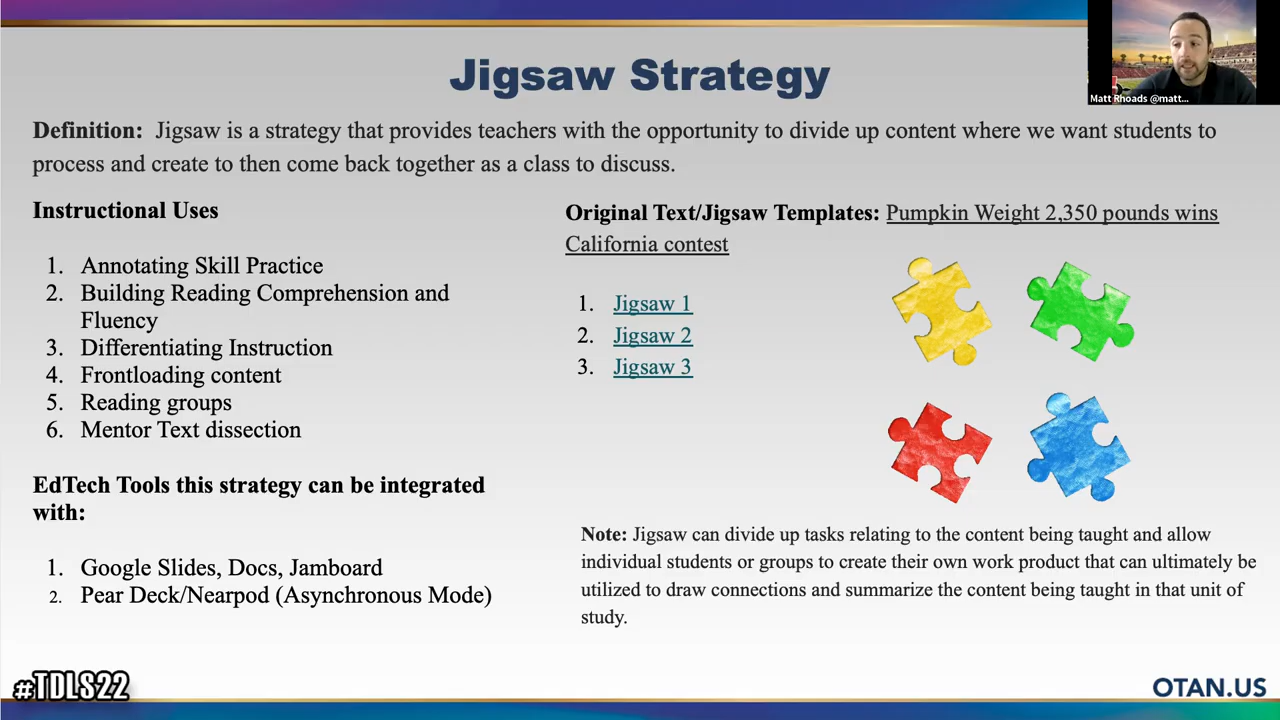 Jigsaw Strategy
Matt Rhoads @matt...
Definition: Jigsaw is a strategy that provides teachers with the opportunity to divide up content where we want students to
process and create to then come back together as a class to discuss.
Instructional Uses
1. Annotating Skill Practice
2. Building Reading Comprehension and
Fluency
3. Differentiating Instruction
4. Frontloading content
5. Reading groups
6. Mentor Text dissection
EdTech Tools this strategy can be integrated
with:
1. Google Slides, Docs, Jamboard
2. Pear Deck/Nearpod (Asynchronous Mode)
Original Text/Jigsaw Templates: Pumpkin Weight 2,350 pounds wins
California contest
1. Jigsaw 1
2. Jigsaw 2
3. Jigsaw 3
Note: Jigsaw can divide up tasks relating to the content being taught and allow
individual students or groups to create their own work product that can ultimately be
utilized to draw connections and summarize the content being taught in that unit of
study.
#TDLS22
OTAN.US